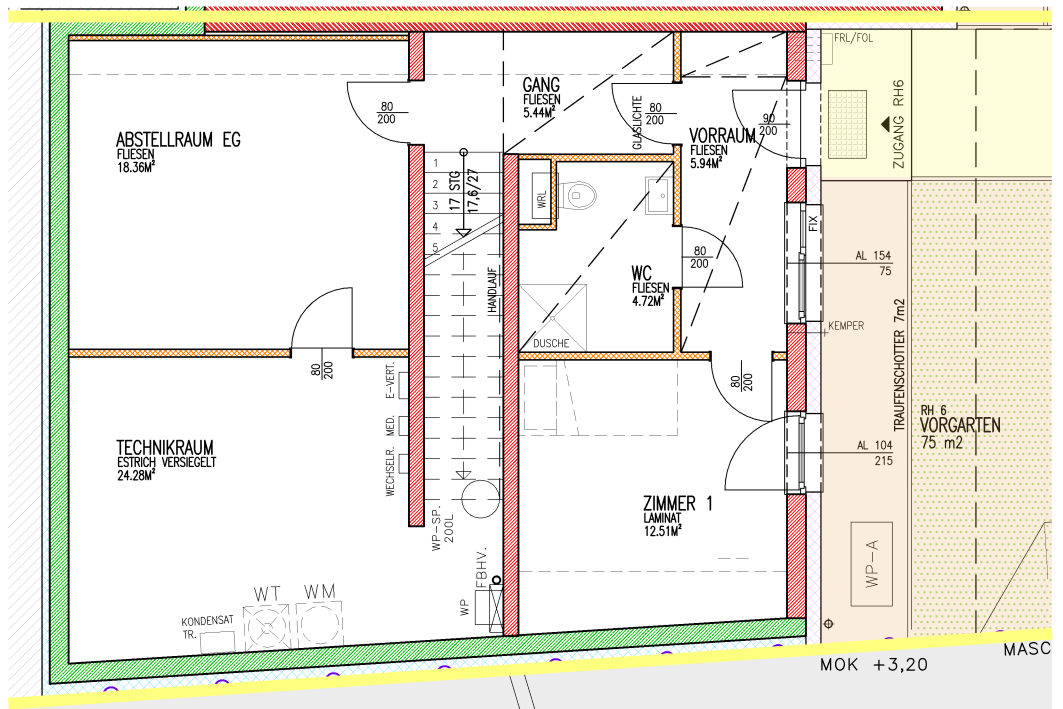 FRL/FOL
ZUGANG RH6
GANG
FLIESEN
5.44M²
GLASLICHTE
80
200
80
200
90
200
VORRAUM
FLIESEN
5.94M²
ABSTELLRAUM EG
FLIESEN
18.36M²
1
2
3
4
5
17 STG
17,6/27
HANDLAUF
WRL
WC
FLIESEN
4.72M²
80
200
DUSCHE
FIX
AL 154
75
KEMPER
TRAUFENSCHOTTER 7m2
80
200
80
200
E-VERT.
MED.
WECHSELR.
TECHNIKRAUM
ESTRICH VERSIEGELT
24.28M²
RH 6
VORGARTEN
75 m2
AL 104
215
ZIMMER 1
LAMINAT
12.51M²
WP-SP.
200L
FBHV.
WP
WP-A
WT
WM
KONDENSAT
TR.
MOK +3,20
MASC